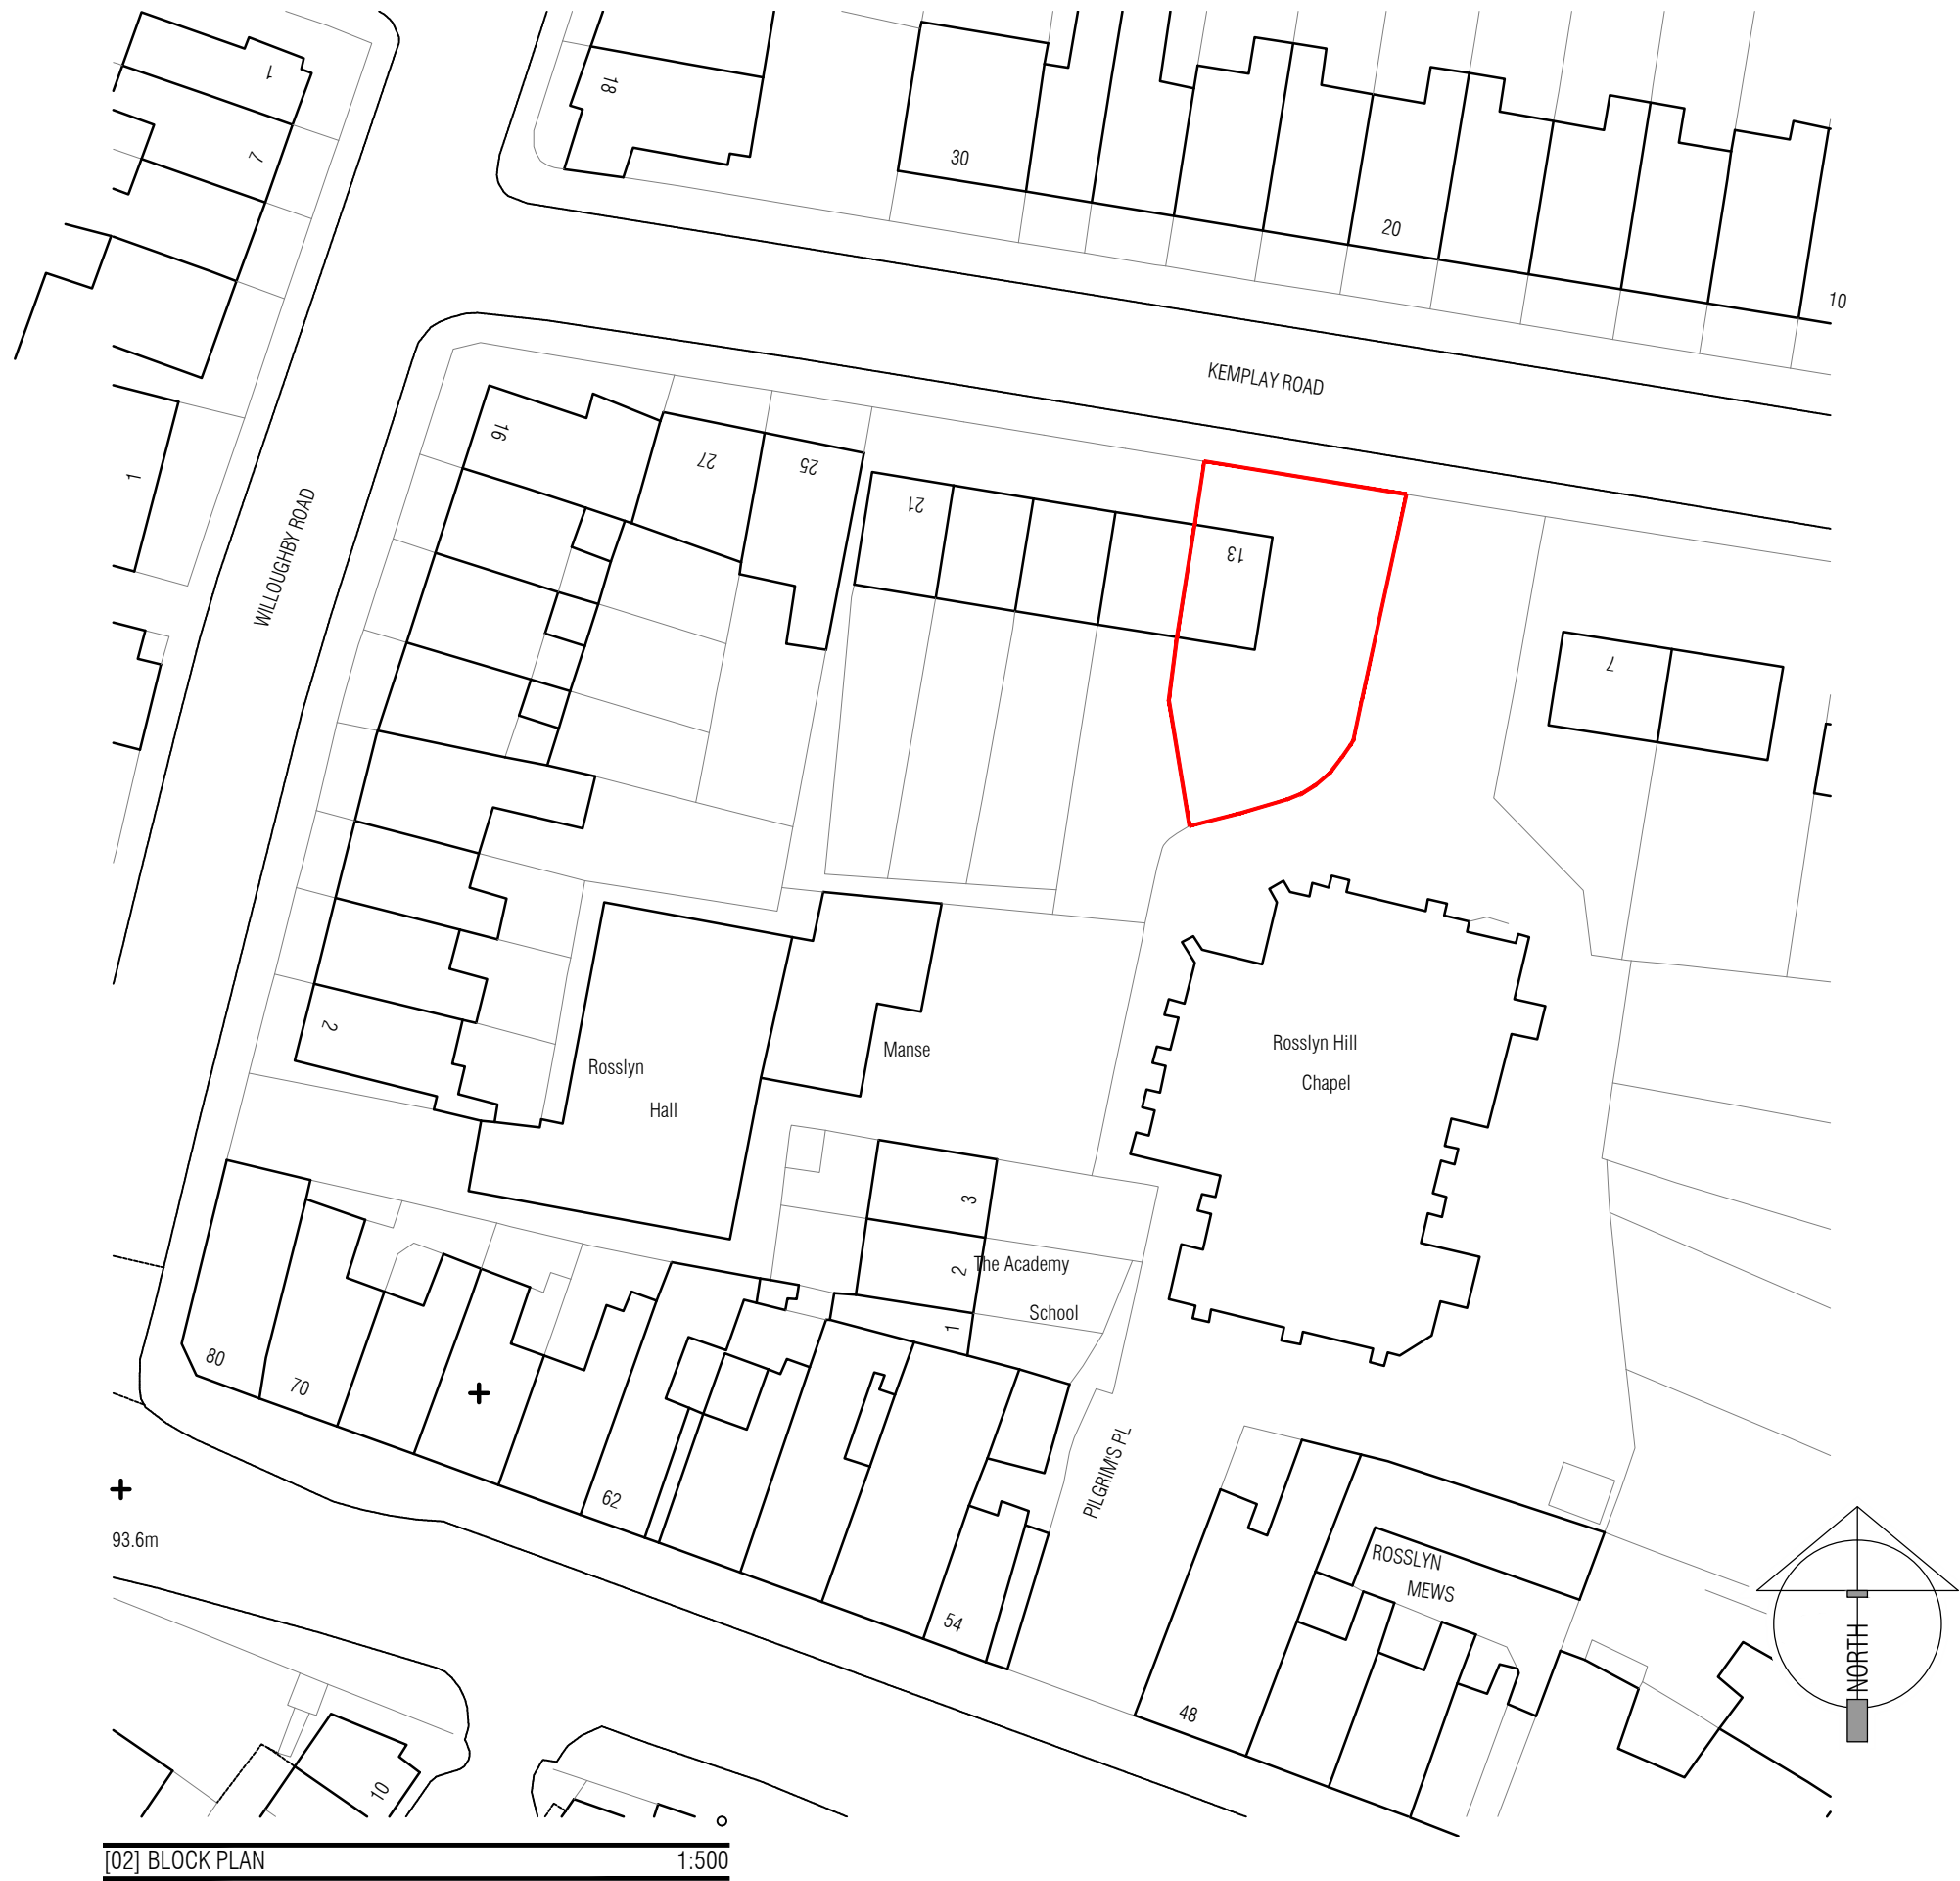 1
18
7
30
20
10
KEMPLAY ROAD
16
27
25
1
21
WILLOUGHBY ROAD
13
7
2
Rosslyn
Hall
Manse
Rosslyn Hill
Chapel
3
2
The Academy
School
1
80
70
62
PILGRIM'S PL
93.6m
54
ROSSLYN
MEWS
48
NORTH
10
[02] BLOCK PLAN 1:500